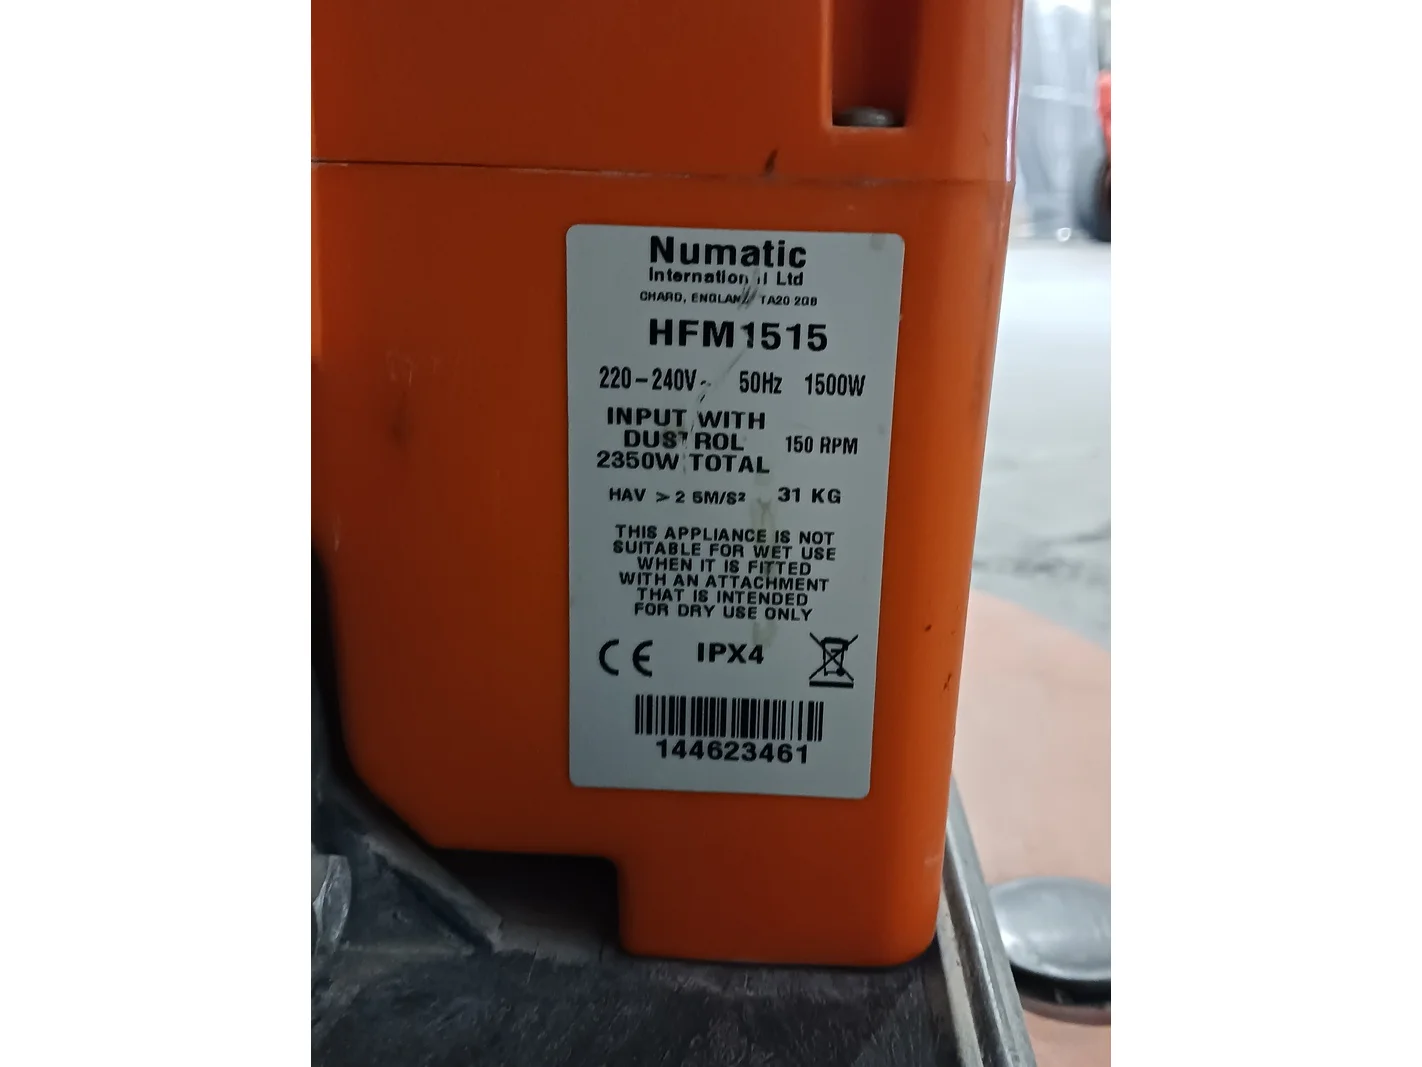 Numatic
International Ltd
CHARD, ENGLAND TA20 2GB
HFM1515
220-240V~ 50Hz 1500W
INPUT WITH
DUSTROL 150 RPM
2350W TOTAL
HAV > 2 5M/S² 31 KG
THIS APPLIANCE IS NOT
SUITABLE FOR WET USE
WHEN IT IS FITTED
WITH AN ATTACHMENT
THAT IS INTENDED
FOR DRY USE ONLY
CE IPX4
144623461